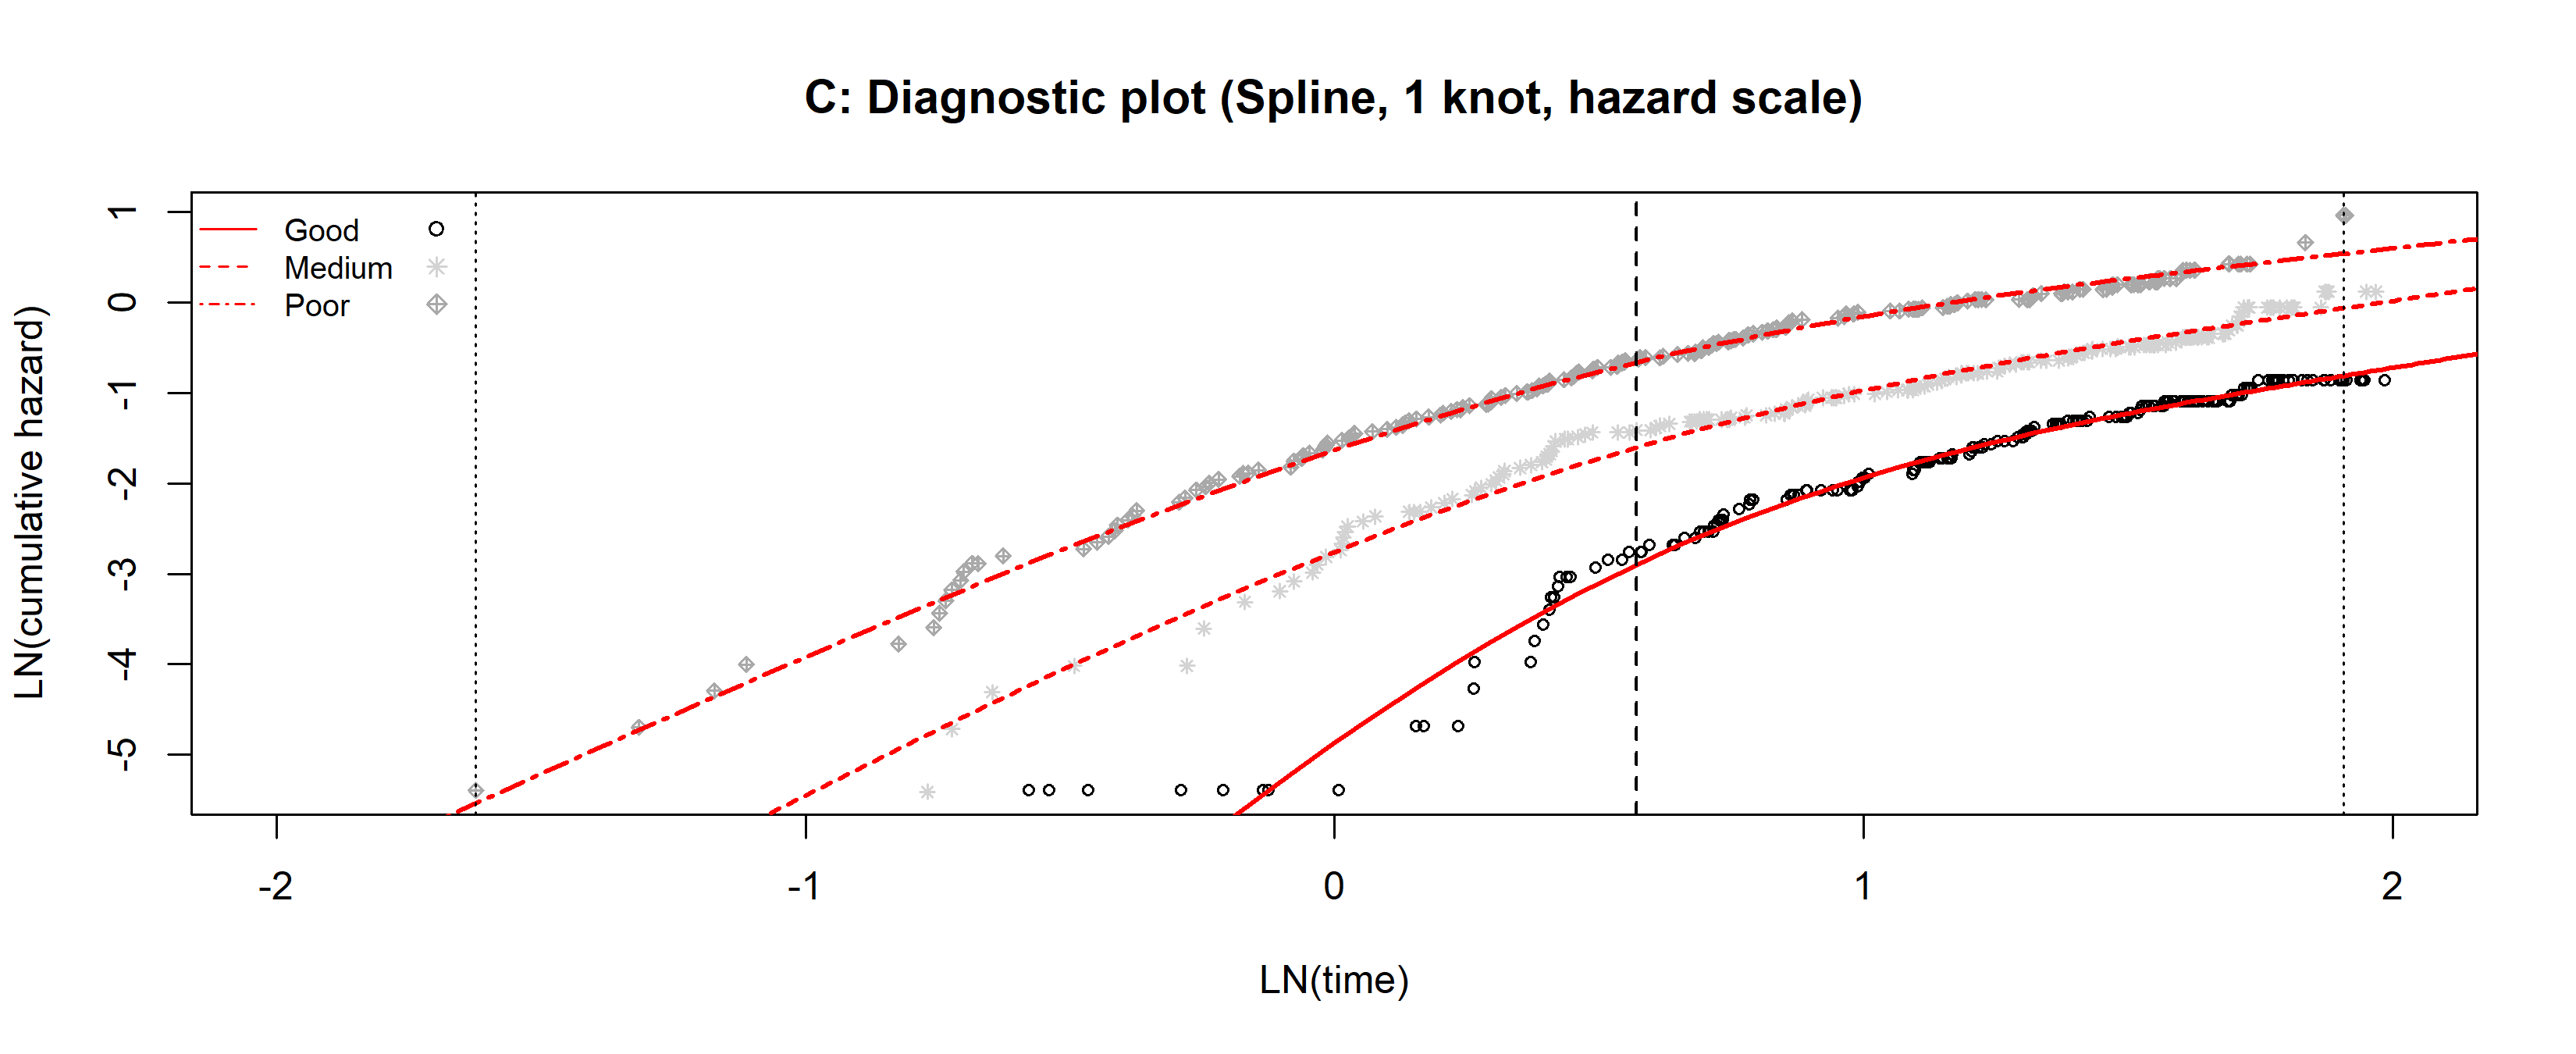 C: Diagnostic plot (Spline, 1 knot, hazard scale)
LN(cumulative hazard)
1
0
-1
-2
-3
-4
-5
Good
Medium
Poor
-2 -1 0 1 2
LN(time)